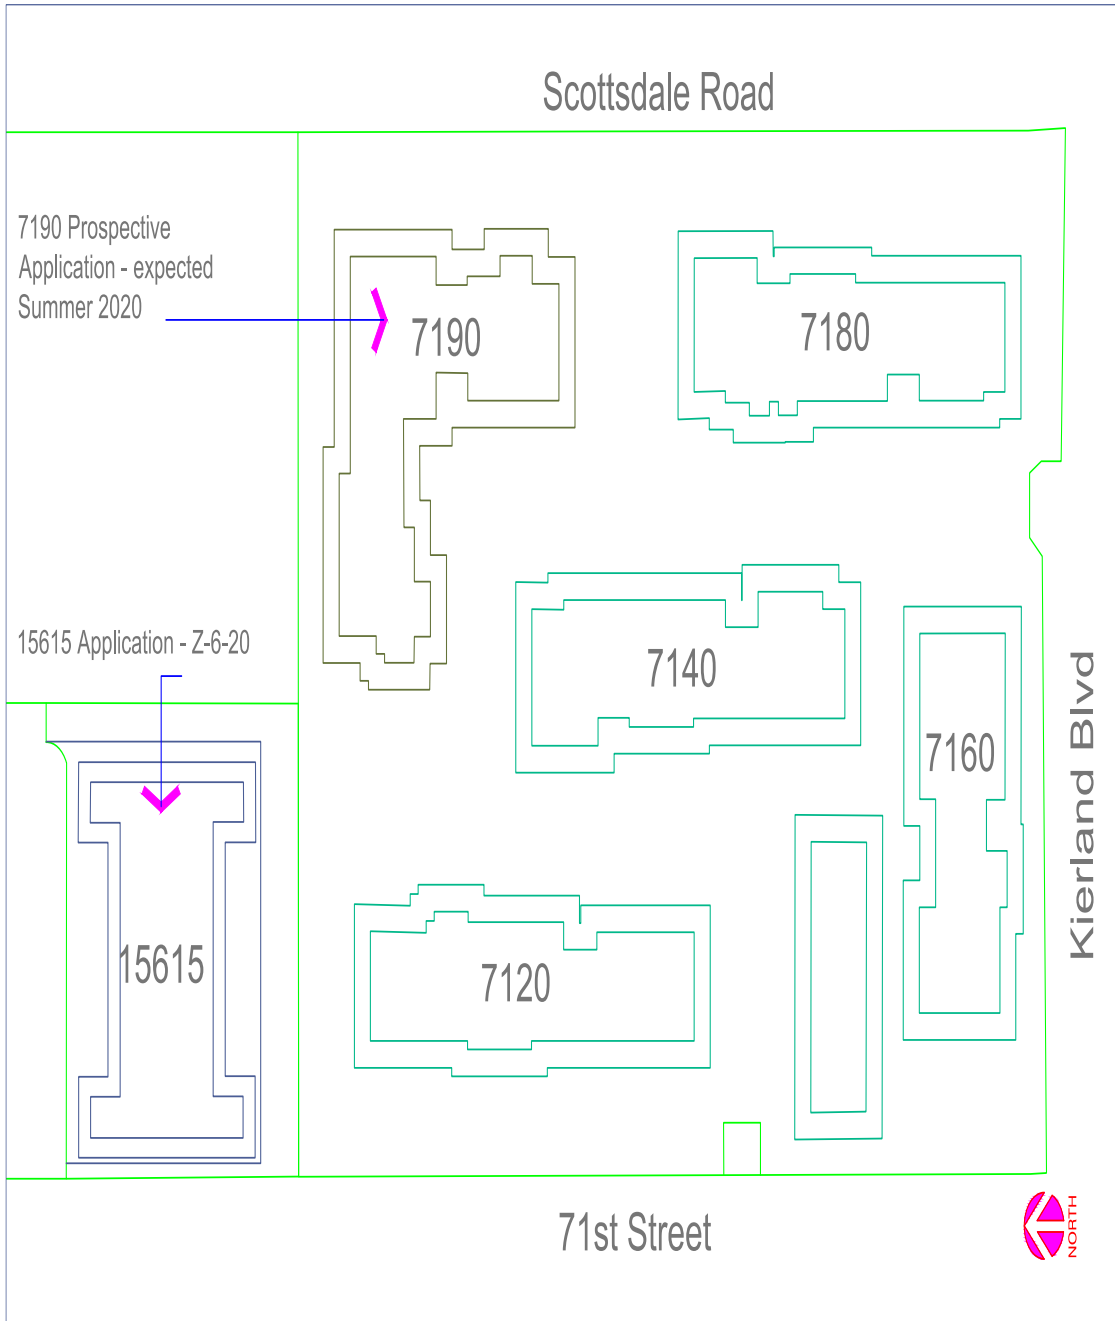 Scottsdale Road
7190 Prospective
Application - expected
Summer 2020
7190
7180
15615 Application - Z-6-20
7140
7160
Kierland Blvd
15615
7120
71st Street
NORTH